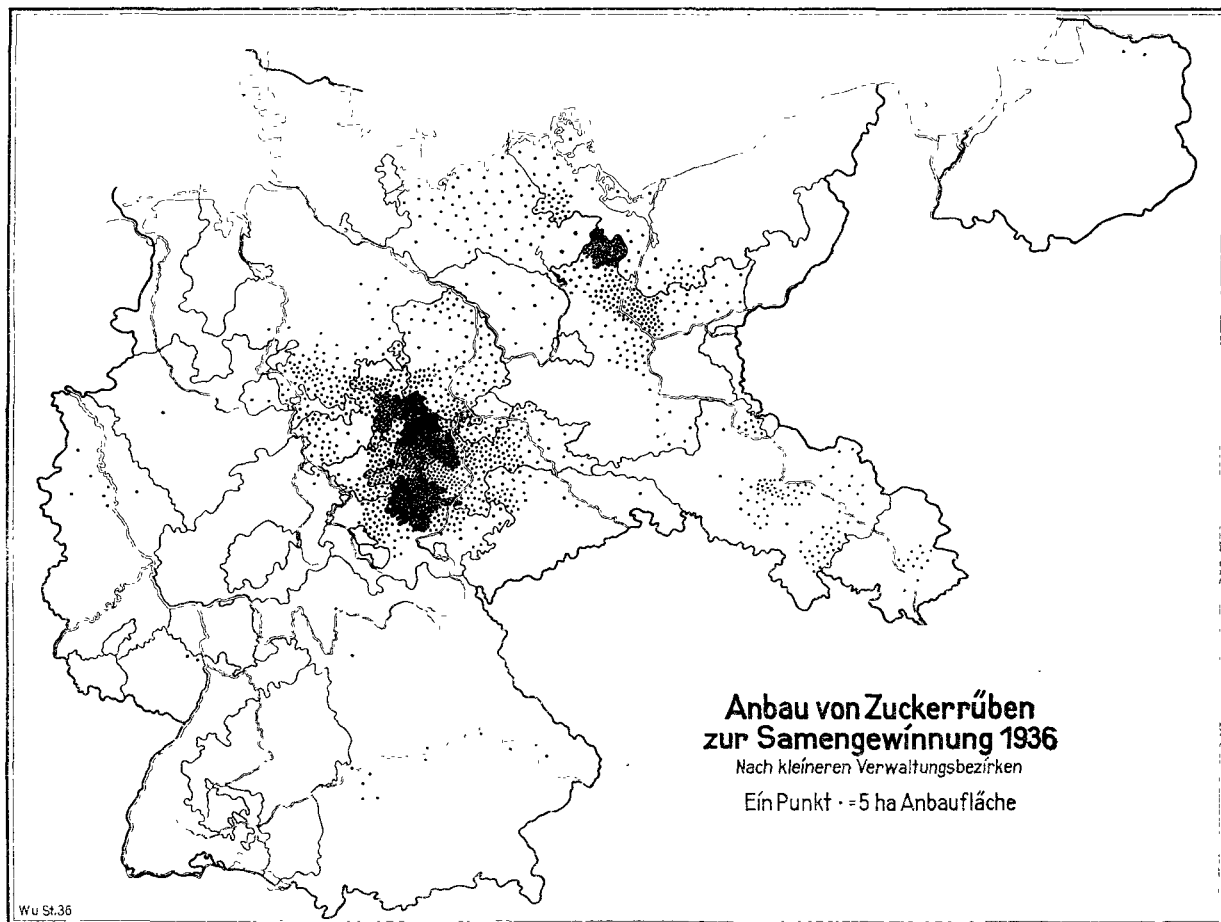 Anbau von Zuckerrüben
zur Samengewinnung 1936
Nach kleineren Verwaltungsbezirken
Ein Punkt · = 5 ha Anbaufläche
Wu St.36